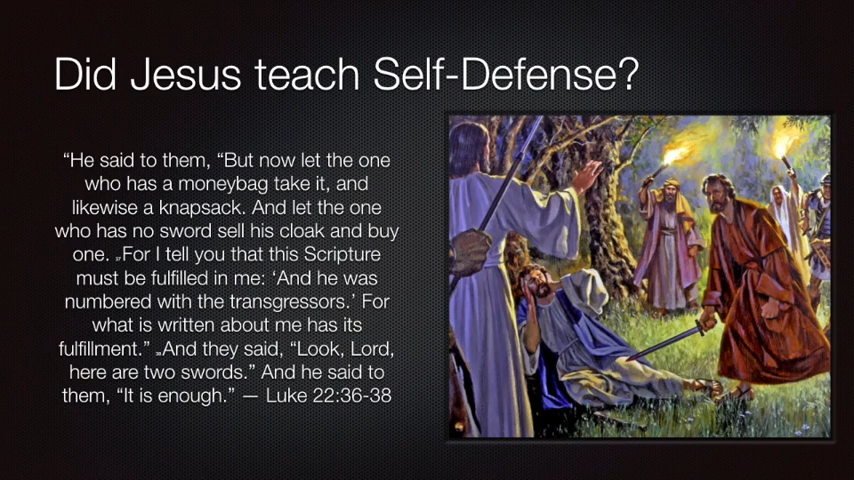 Did Jesus teach Self-Defense?
“He said to them, “But now let the one
who has a moneybag take it, and
likewise a knapsack. And let the one
who has no sword sell his cloak and buy
one. For I tell you that this Scripture
must be fulfilled in me: ‘And he was
numbered with the transgressors.’ For
what is written about me has its
fulfillment.” And they said, “Look, Lord,
here are two swords.” And he said to
them, “It is enough.” — Luke 22:36-38